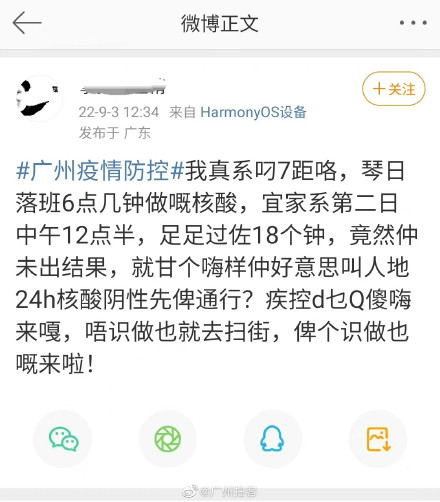 微博正文
+关注
22-9-3 12:34 来自 HarmonyOS设备
发布于 广东
#广州疫情防控#我真系叼7距咯，琴日
落班6点几钟做嘅核酸，宜家系第二日
中午12点半，足足过佐18个钟，竟然仲
未出结果，就甘个嗨样仲好意思叫人地
24h核酸阴性先俾通行？疾控d乜Q傻嗨
来嘎，唔识做也就去扫街，俾个识做也
嘅来啦！
@广州拍客